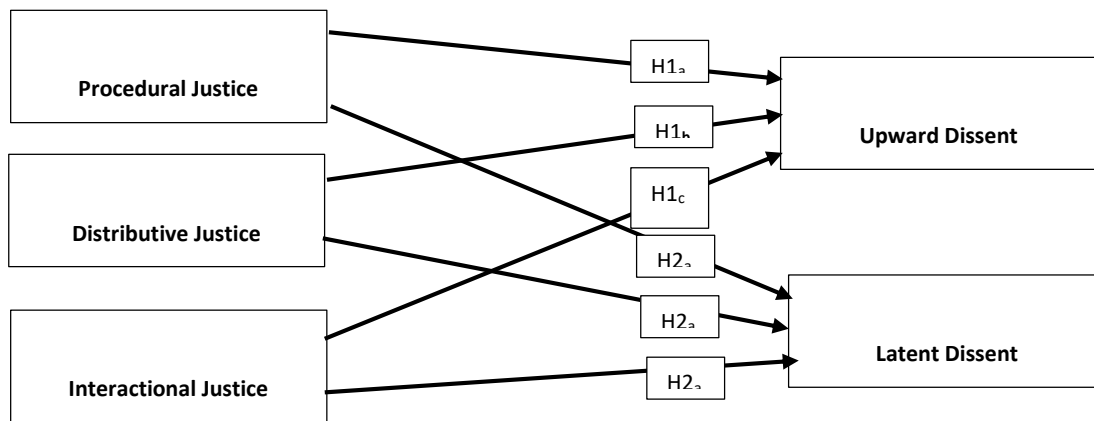 Procedural Justice
Distributive Justice
Interactional Justice
H1a
H1b
H1c
H2a
H2a
H2a
Upward Dissent
Latent Dissent